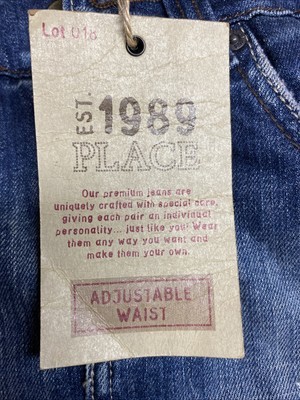 Lot 018
EST. 1989
PLACE
Our premium jeans are
uniquely crafted with special care,
giving each pair an individual
personality... just like you! Wear
them any way you want and
make them your own.
ADJUSTABLE
WAIST